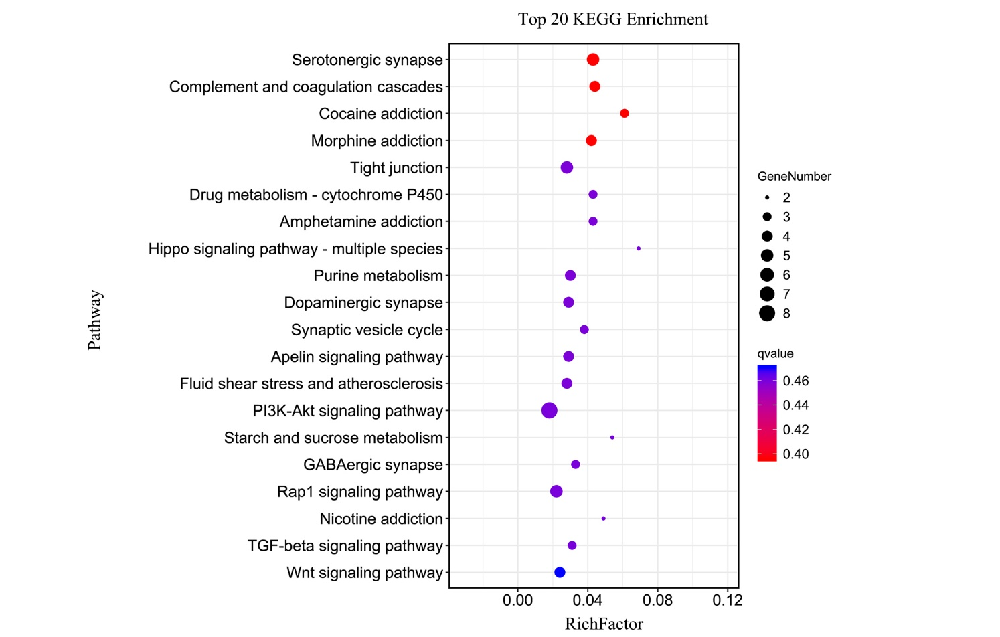 Top 20 KEGG Enrichment
Serotonergic synapse
Complement and coagulation cascades
Cocaine addiction
Morphine addiction
Tight junction
Drug metabolism - cytochrome P450
Amphetamine addiction
Hippo signaling pathway - multiple species
Purine metabolism
Dopaminergic synapse
Synaptic vesicle cycle
Apelin signaling pathway
Fluid shear stress and atherosclerosis
PI3K-Akt signaling pathway
Starch and sucrose metabolism
GABAergic synapse
Rap1 signaling pathway
Nicotine addiction
TGF-beta signaling pathway
Wnt signaling pathway
Pathway
0.00 0.04 0.08 0.12
RichFactor
GeneNumber
2
3
4
5
6
7
8
qvalue
0.46
0.44
0.42
0.40